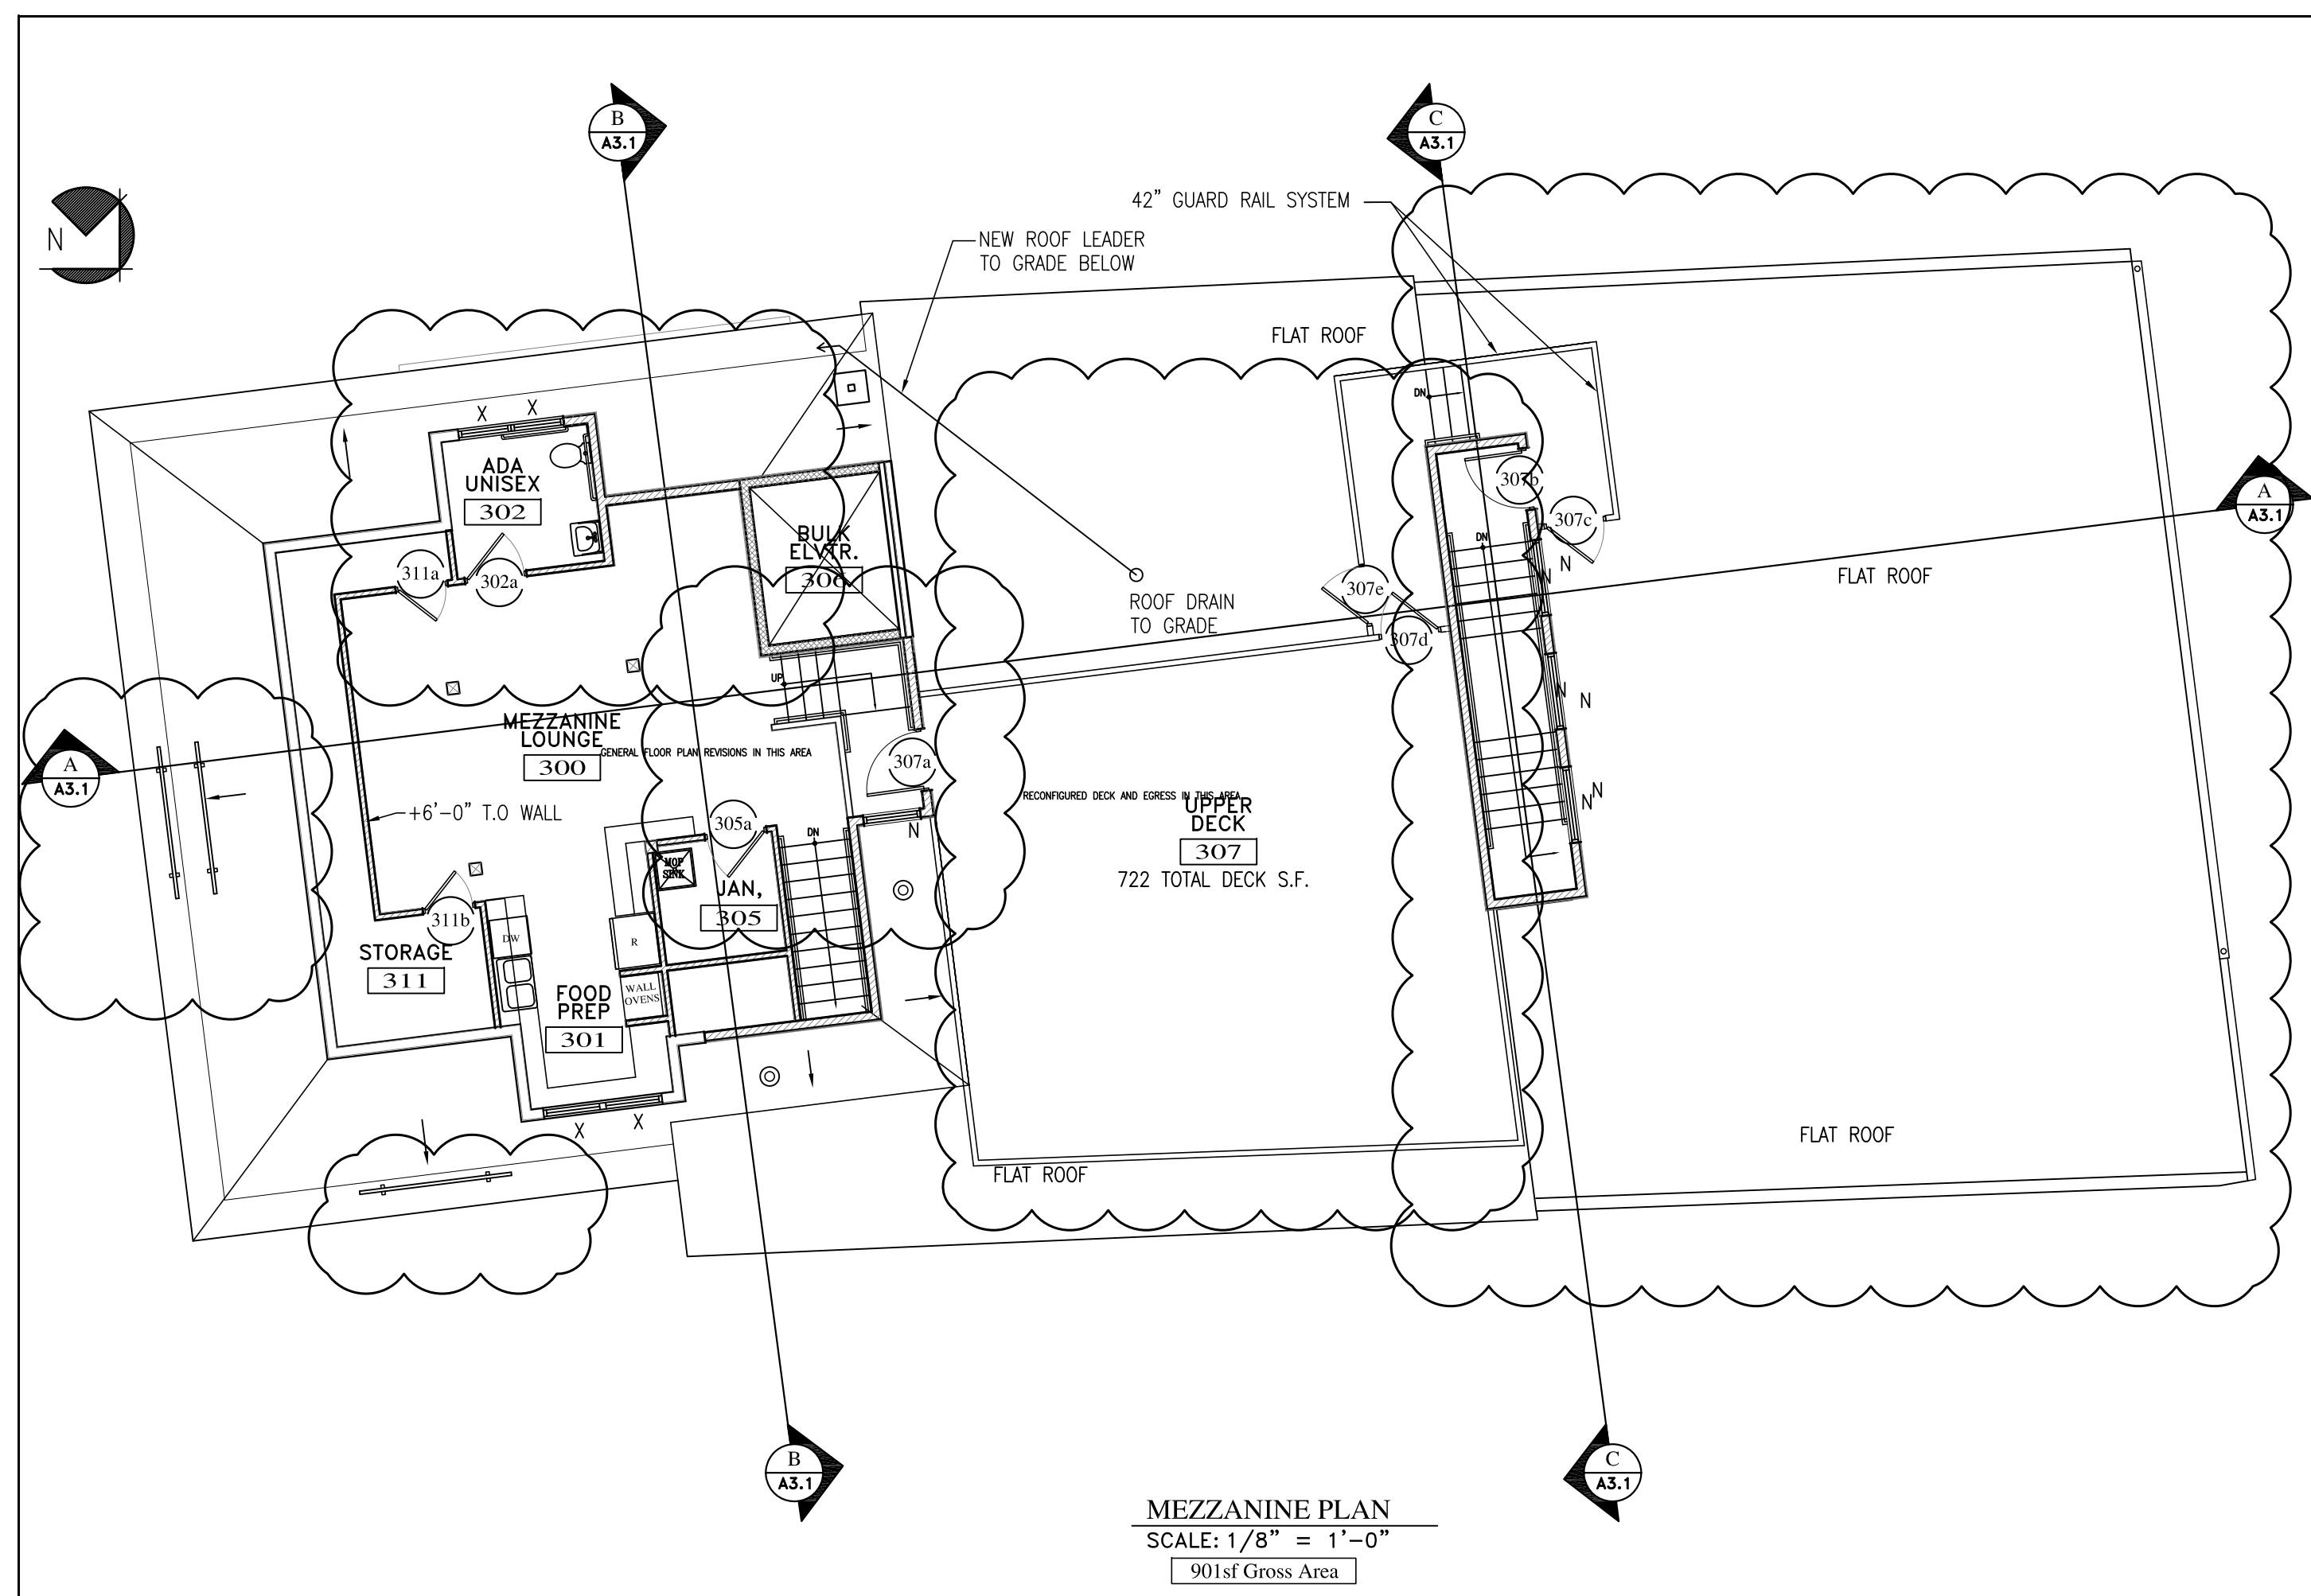 B
A3.1
C
A3.1
42” GUARD RAIL SYSTEM
N
NEW ROOF LEADER
TO GRADE BELOW
FLAT ROOF
DN
X X
ADA
UNISEX
302
307b
307c
A
A3.1
DN
BULK
ELVTR.
306
311a
302a
N
N
FLAT ROOF
307e
ROOF DRAIN
TO GRADE
307d
UP
N
N
MEZZANINE
LOUNGE
300
GENERAL FLOOR PLAN REVISIONS IN THIS AREA
307a
A
A3.1
RECONFIGURED DECK AND EGRESS IN THIS AREA
UPPER
DECK
307
722 TOTAL DECK S.F.
N
N
+6’-0” T.O WALL
305a
DN
N
MOP
SINK
JAN,
305
311b
DW
R
STORAGE
311
FOOD
PREP
301
WALL
OVENS
X X
FLAT ROOF
FLAT ROOF
B
A3.1
C
A3.1
MEZZANINE PLAN
SCALE: 1/8” = 1’-0”
901sf Gross Area